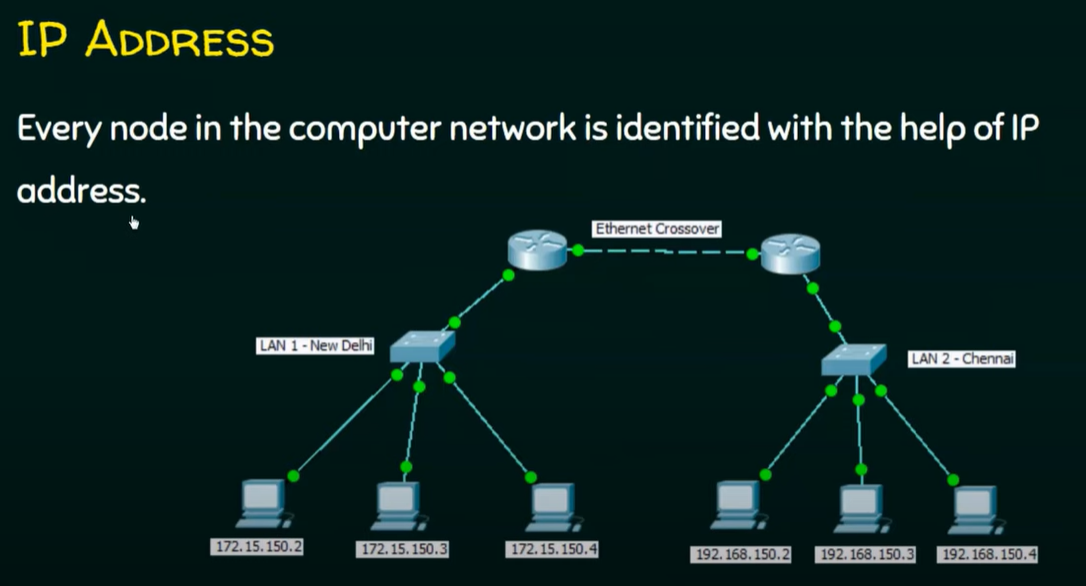 IP ADDRESS
Every node in the computer network is identified with the help of IP
address.
Ethernet Crossover
LAN 1 - New Delhi
LAN 2 - Chennai
172.15.150.2
172.15.150.3
172.15.150.4
192.168.150.2
192.168.150.3
192.168.150.4